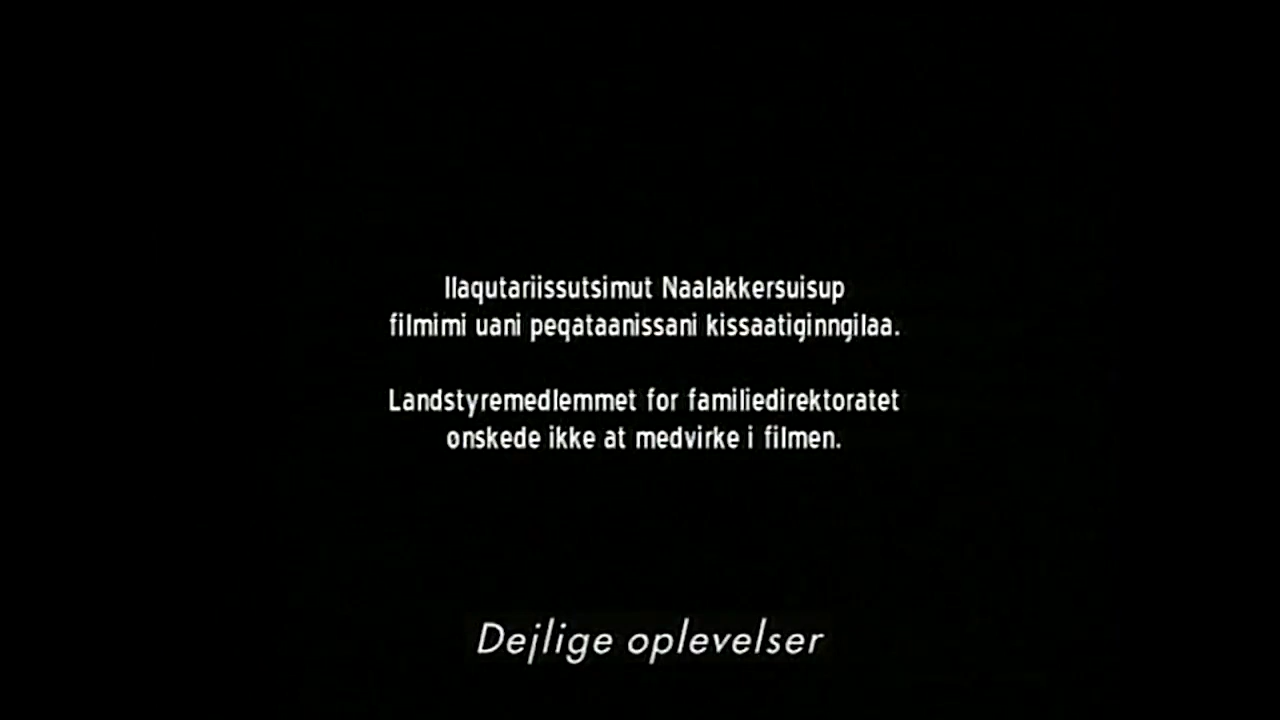 Ilaqutariissutsimut Naalakkersuisup
filmimi uani peqataanissani kissaatiginngilaa.
Landstyremedlemmet for familiedirektoratet
onskede ikke at medvirke i filmen.
Dejlige oplevelser